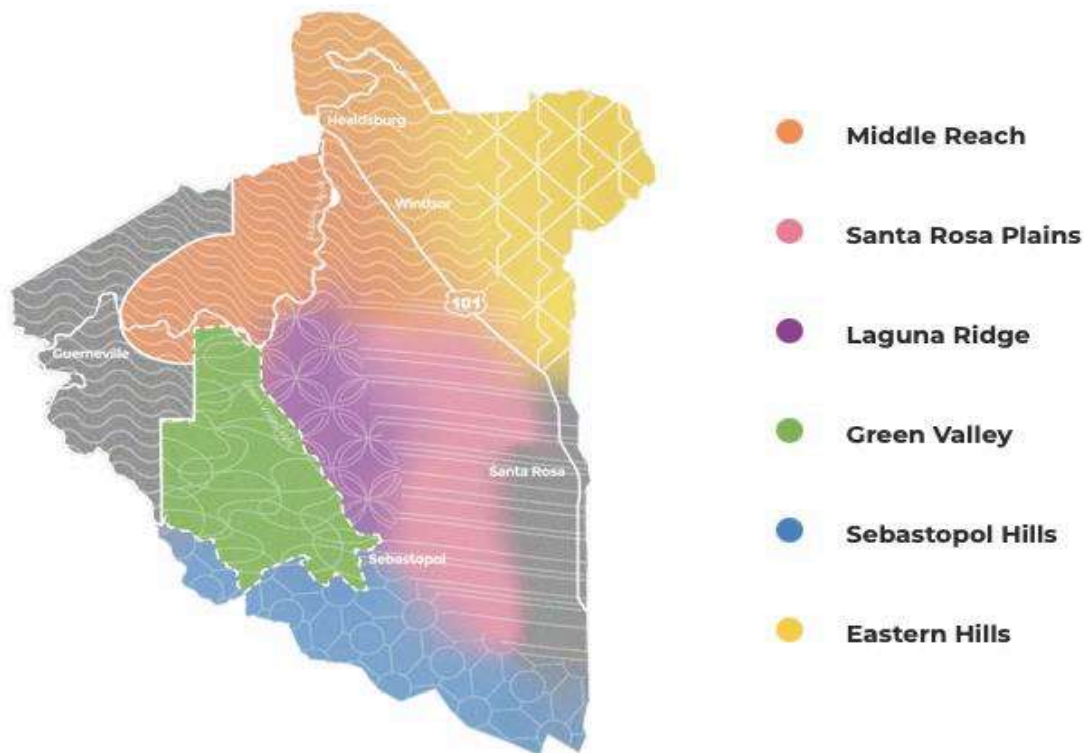 Healdsburg
Windsor
101
Guerneville
Santa Rosa
Sebastopol
Middle Reach
Santa Rosa Plains
Laguna Ridge
Green Valley
Sebastopol Hills
Eastern Hills